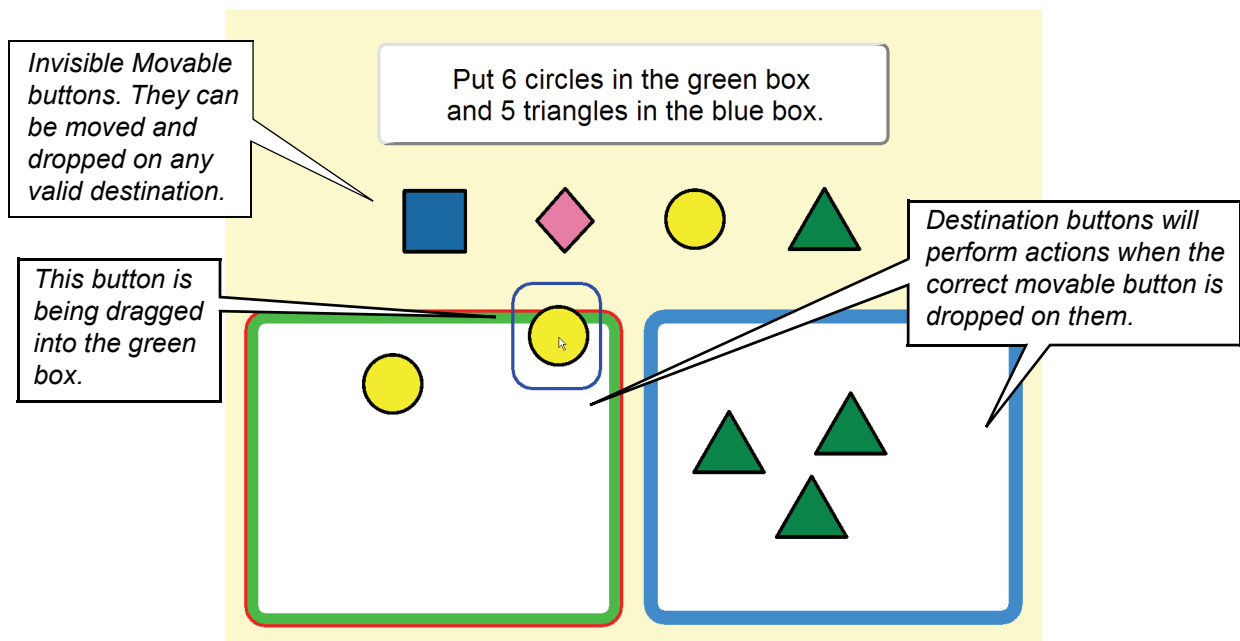 Invisible Movable
buttons. They can
be moved and
dropped on any
valid destination.
Put 6 circles in the green box
and 5 triangles in the blue box.
This button is
being dragged
into the green
box.
Destination buttons will
perform actions when the
correct movable button is
dropped on them.